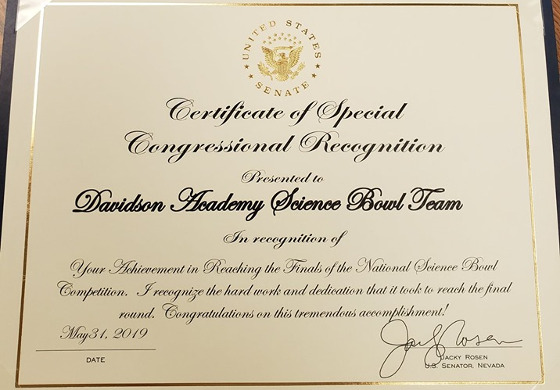 UNITED STATES
SENATE
Certificate of Special
Congressional Recognition
Presented to
Davidson Academy Science Bowl Team
In recognition of
Your Achievement in Reaching the Finals of the National Science Bowl
Competition. I recognize the hard work and dedication that it took to reach the final
round. Congratulations on this tremendous accomplishment!
May 31, 2019
Jacky Rosen
DATE
JACKY ROSEN
U.S. SENATOR, NEVADA